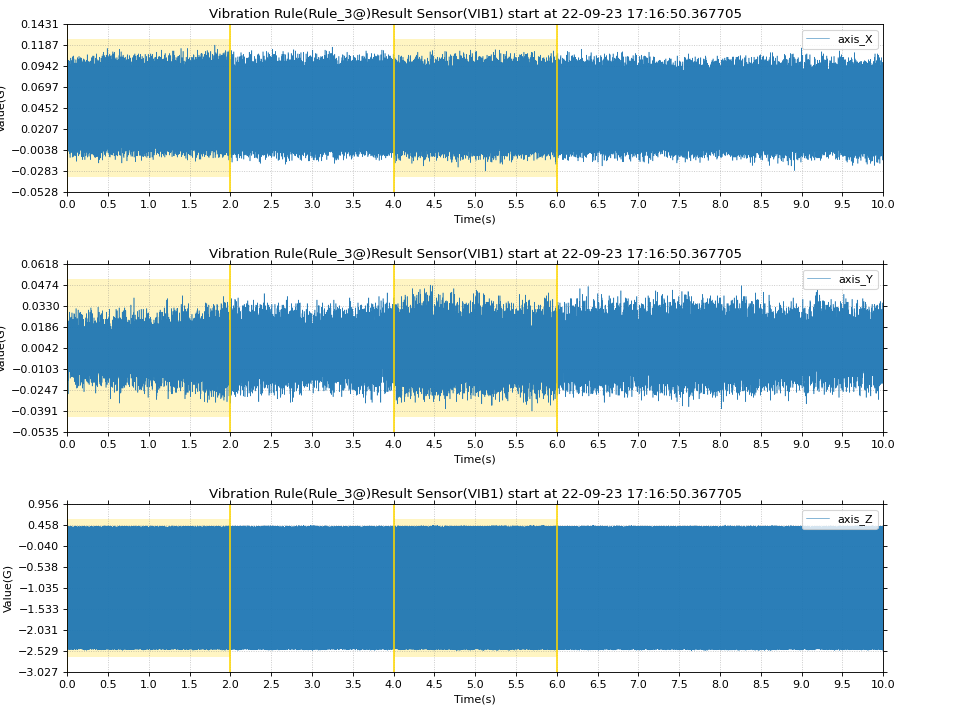 Vibration Rule(Rule_3@)Result Sensor(VIB1) start at 22-09-23 17:16:50.367705
0.1431
0.1187
0.0942
0.0697
0.0452
0.0207
−0.0038
−0.0283
−0.0528
Value(G)
axis_X
0.0 0.5 1.0 1.5 2.0 2.5 3.0 3.5 4.0 4.5 5.0 5.5 6.0 6.5 7.0 7.5 8.0 8.5 9.0 9.5 10.0
Time(s)
Vibration Rule(Rule_3@)Result Sensor(VIB1) start at 22-09-23 17:16:50.367705
0.0618
0.0474
0.0330
0.0186
0.0042
−0.0103
−0.0247
−0.0391
−0.0535
Value(G)
axis_Y
0.0 0.5 1.0 1.5 2.0 2.5 3.0 3.5 4.0 4.5 5.0 5.5 6.0 6.5 7.0 7.5 8.0 8.5 9.0 9.5 10.0
Time(s)
Vibration Rule(Rule_3@)Result Sensor(VIB1) start at 22-09-23 17:16:50.367705
0.956
0.458
−0.040
−0.538
−1.035
−1.533
−2.031
−2.529
−3.027
Value(G)
axis_Z
0.0 0.5 1.0 1.5 2.0 2.5 3.0 3.5 4.0 4.5 5.0 5.5 6.0 6.5 7.0 7.5 8.0 8.5 9.0 9.5 10.0
Time(s)